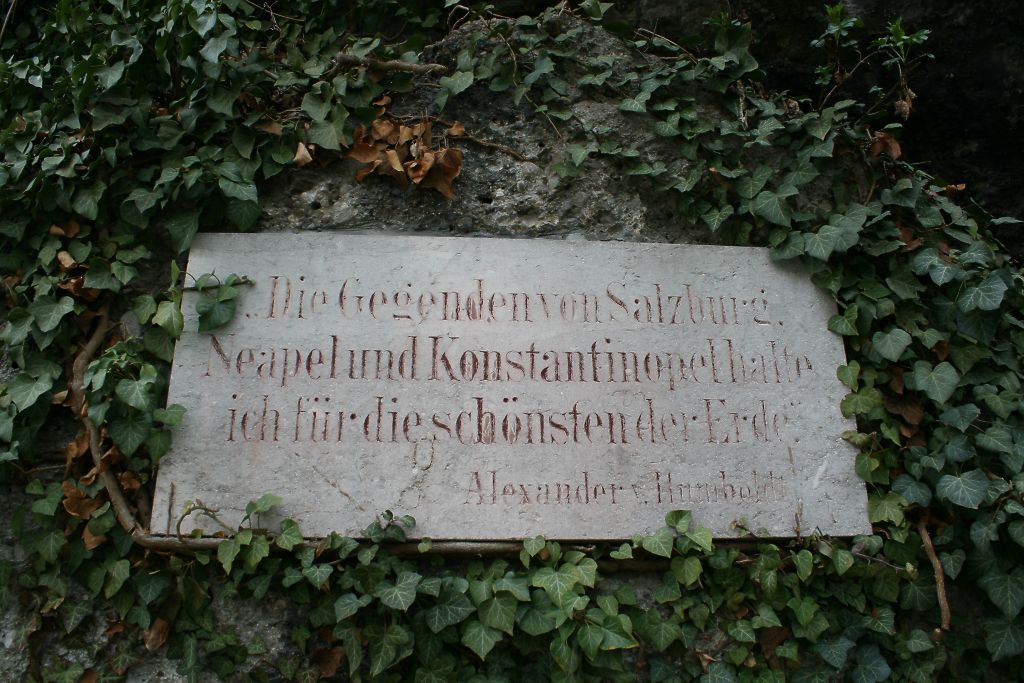 „Die Gegenden von Salzburg,
Neapel und Konstantinopel halte
ich für die schönsten der Erde“
Alexander v. Humboldt